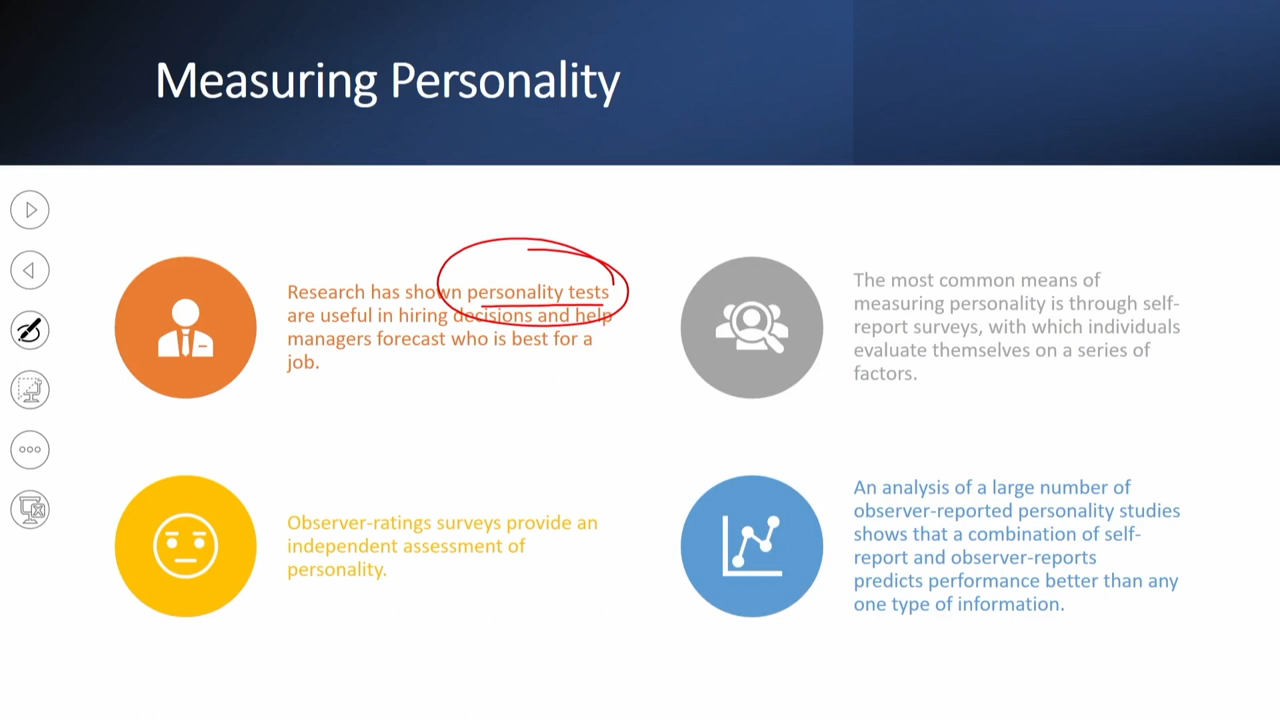 Measuring Personality
Research has shown personality tests
are useful in hiring decisions and help
managers forecast who is best for a
job.
The most common means of
measuring personality is through self-
report surveys, with which individuals
evaluate themselves on a series of
factors.
Observer-ratings surveys provide an
independent assessment of
personality.
An analysis of a large number of
observer-reported personality studies
shows that a combination of self-
report and observer-reports
predicts performance better than any
one type of information.